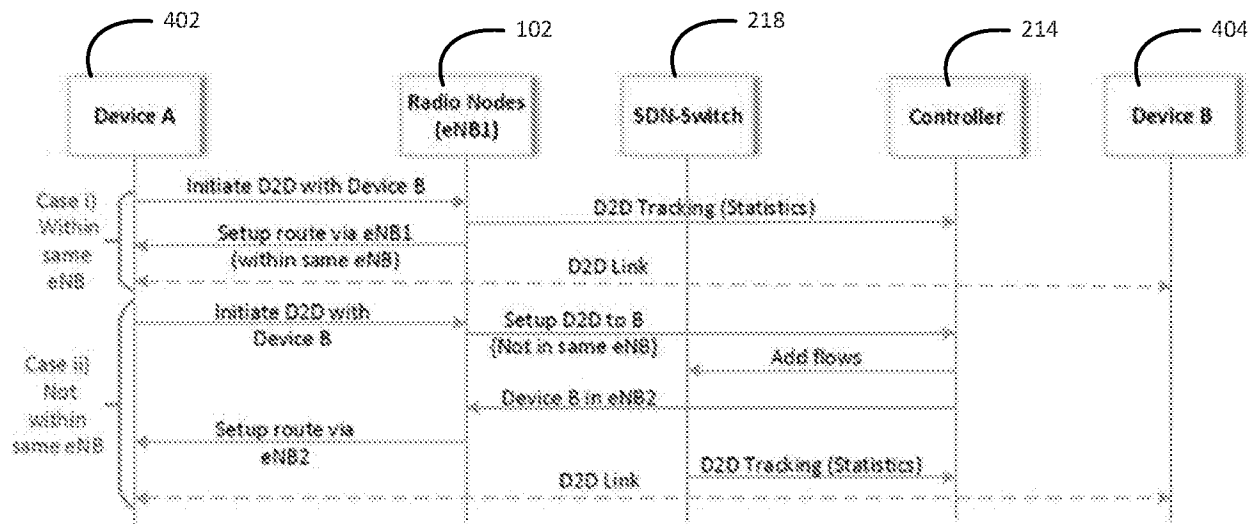 402
102
218
214
404
Device A
Radio Nodes
(eNB1)
SDN-Switch
Controller
Device B
Case i)
Within
same
eNB
Initiate D2D with Device B
D2D Tracking (Statistics)
Setup route via eNB1
(within same eNB)
D2D Link
Case ii)
Not
within
same eNB
Initiate D2D with
Device B
Setup D2D to B
(Not in same eNB)
Add flows
Device B in eNB2
Setup route via
eNB2
D2D Tracking (Statistics)
D2D Link